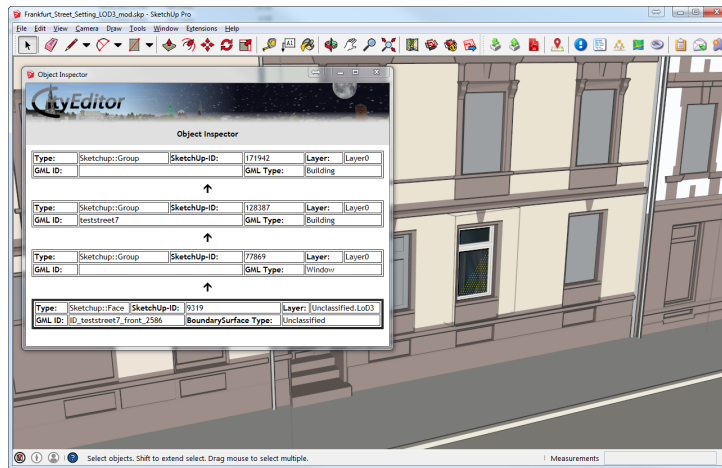 Frankfurt_Street_Setting_LOD3_mod.skp - SketchUp Pro
File Edit View Camera Draw Tools Window Extensions Help
Object Inspector
CityEditor
Object Inspector
Type: Sketchup::Group SketchUp-ID: 171942 Layer: Layer0
GML ID: GML Type: Building
Type: Sketchup::Group SketchUp-ID: 128387 Layer: Layer0
GML ID: teststreet7 GML Type: Building
Type: Sketchup::Group SketchUp-ID: 77869 Layer: Layer0
GML ID: GML Type: Window
Type: Sketchup::Face SketchUp-ID: 9319 Layer: Unclassified.LoD3
GML ID: ID_teststreet7_front_2586 BoundarySurface Type: Unclassified
Select objects. Shift to extend select. Drag mouse to select multiple.
Measurements